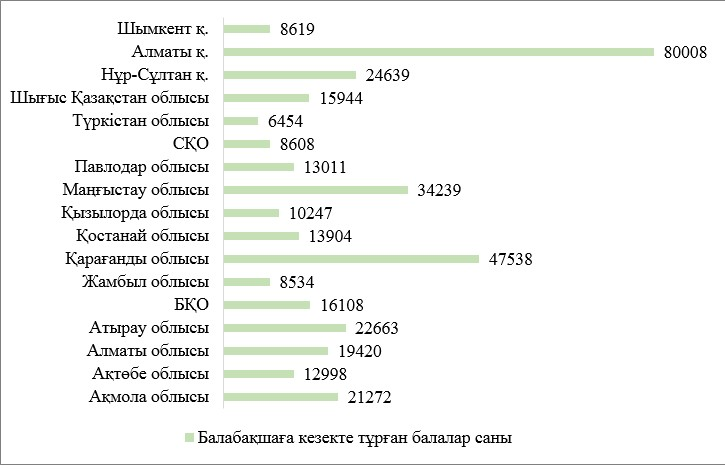 Шымкент қ. 8619
Алматы қ. 80008
Нұр-Сұлтан қ. 24639
Шығыс Қазақстан облысы 15944
Түркістан облысы 6454
СҚО 8608
Павлодар облысы 13011
Маңғыстау облысы 34239
Қызылорда облысы 10247
Қостанай облысы 13904
Қарағанды облысы 47538
Жамбыл облысы 8534
БҚО 16108
Атырау облысы 22663
Алматы облысы 19420
Ақтөбе облысы 12998
Ақмола облысы 21272
Балабақшаға кезекте тұрған балалар саны